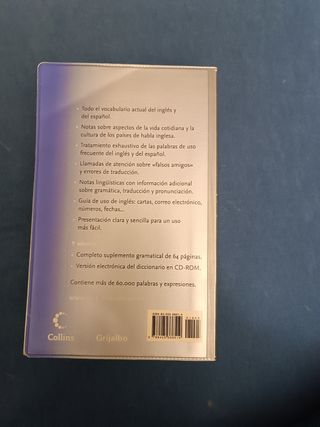 · Todo el vocabulario actual del inglés y
del español.
· Notas sobre aspectos de la vida cotidiana y la
cultura de los países de habla inglesa.
· Tratamiento exhaustivo de las palabras de uso
frecuente del inglés y del español.
· Llamadas de atención sobre «falsos amigos»
y errores de traducción.
· Notas lingüísticas con información adicional
sobre gramática, traducción y pronunciación.
· Guía de uso de inglés: cartas, correo electrónico,
números, fechas...
· Presentación clara y sencilla para un uso
más fácil.
· Completo suplemento gramatical de 64 páginas.
· Versión electrónica del diccionario en CD-ROM.
Contiene más de 60.000 palabras y expresiones.
Collins
Grijalbo